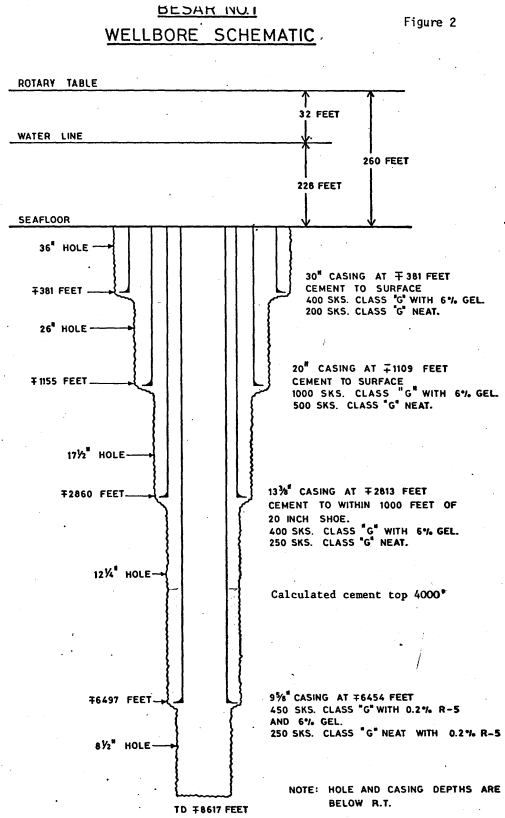 BESAR NO.1
Figure 2
WELLBORE SCHEMATIC.
ROTARY TABLE
32 FEET
WATER LINE
260 FEET
228 FEET
SEAFLOOR
36" HOLE
30" CASING AT ∓381 FEET
CEMENT TO SURFACE
400 SKS. CLASS "G" WITH 6% GEL.
200 SKS. CLASS "G" NEAT.
∓381 FEET
26" HOLE
20" CASING AT ∓1109 FEET
CEMENT TO SURFACE
1000 SKS. CLASS "G" WITH 6% GEL.
500 SKS. CLASS "G" NEAT.
∓1155 FEET
17½" HOLE
13⅜" CASING AT ∓2813 FEET
CEMENT TO WITHIN 1000 FEET OF
20 INCH SHOE.
400 SKS. CLASS "G" WITH 6% GEL.
250 SKS. CLASS "G" NEAT.
∓2860 FEET
12¼" HOLE
Calculated cement top 4000'
∓6497 FEET
9⅝" CASING AT ∓6454 FEET
450 SKS. CLASS "G" WITH 0.2% R-5
AND 6% GEL.
250 SKS. CLASS "G" NEAT WITH 0.2% R-5
8½" HOLE
NOTE: HOLE AND CASING DEPTHS ARE
BELOW R.T.
TD ∓8617 FEET